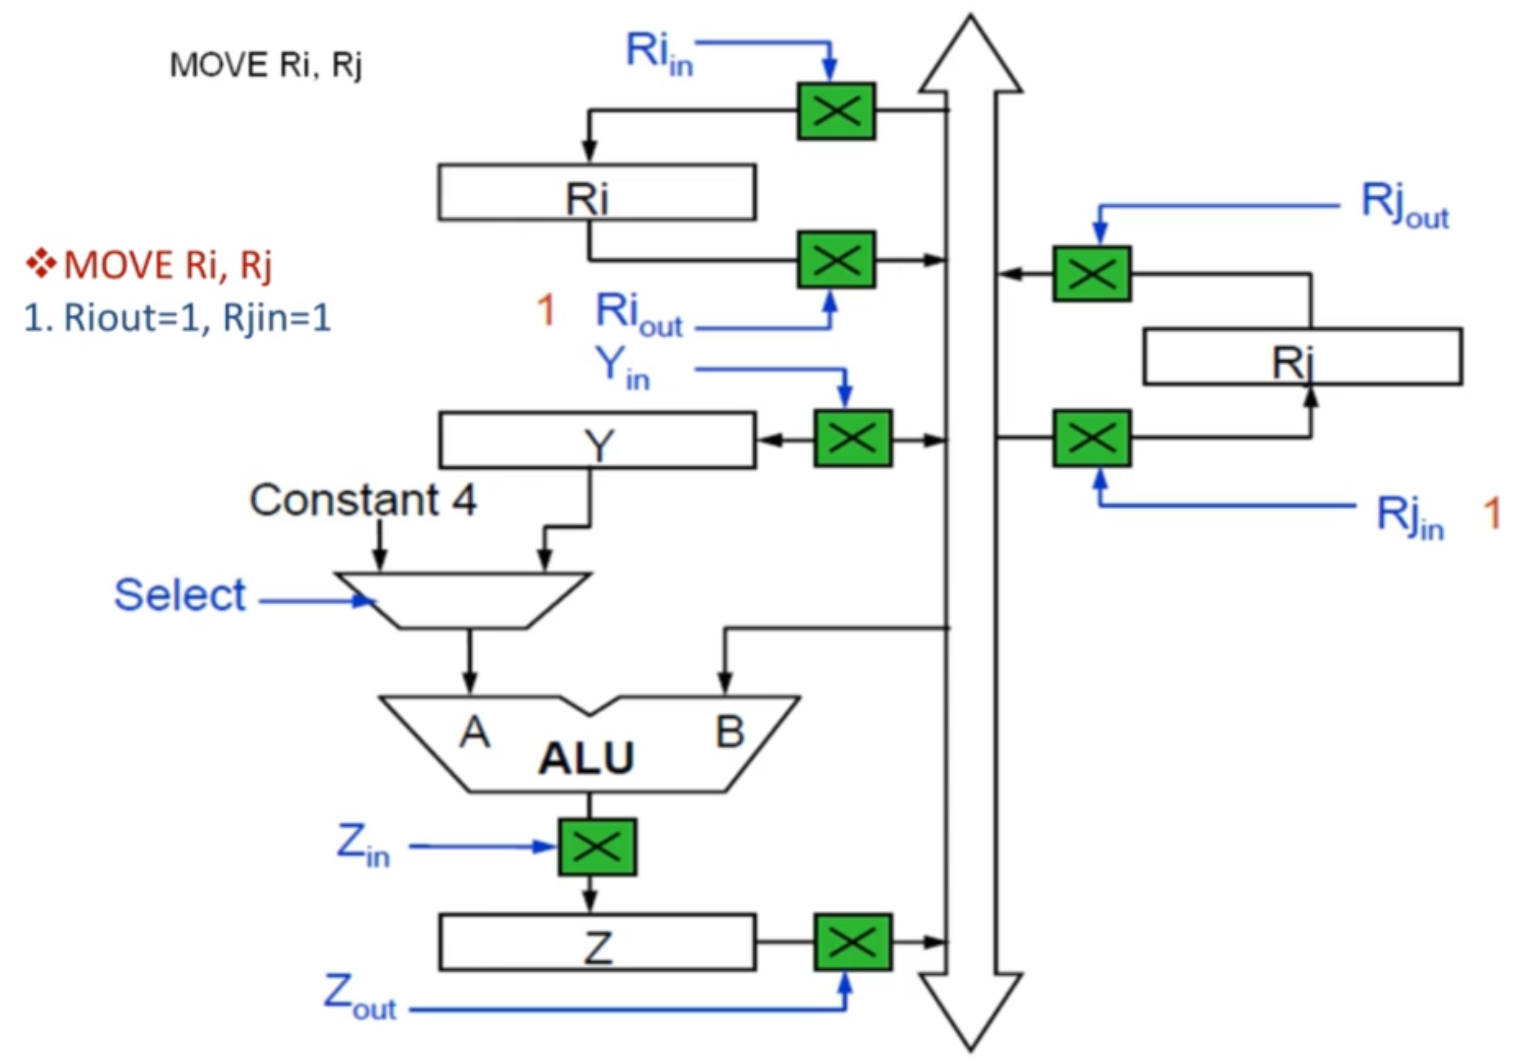 MOVE Ri, Rj
Riin
Ri
Rjout
❖ MOVE Ri, Rj
1. Riout=1, Rjin=1
1 Riout
Yin
Rj
Y
Constant 4
Rjin 1
Select
A B
ALU
Zin
Z
Zout